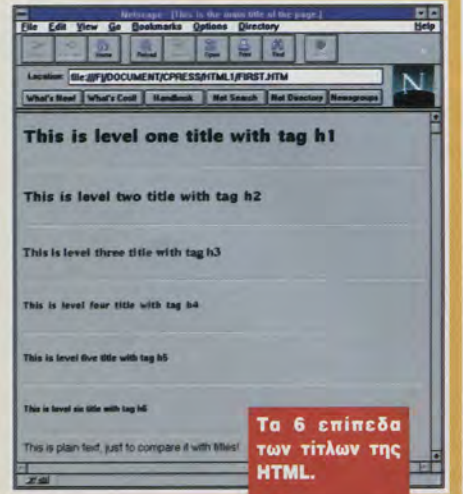 Netscape - [This is the main title of the page.]
File Edit View Go Bookmarks Options Directory Help
Home Reload Open Print Find
Location: file:///F|/DOCUMENT/CPRESS/HTML1/FIRST.HTM
N
What's New! What's Cool! Handbook Net Search Net Directory Newsgroups
This is level one title with tag h1
This is level two title with tag h2
This is level three title with tag h3
This is level four title with tag h4
This is level five title with tag h5
This is level six title with tag h6
This is plain text, just to compare it with titles!
Τα 6 επίπεδα
των τίτλων της
HTML.